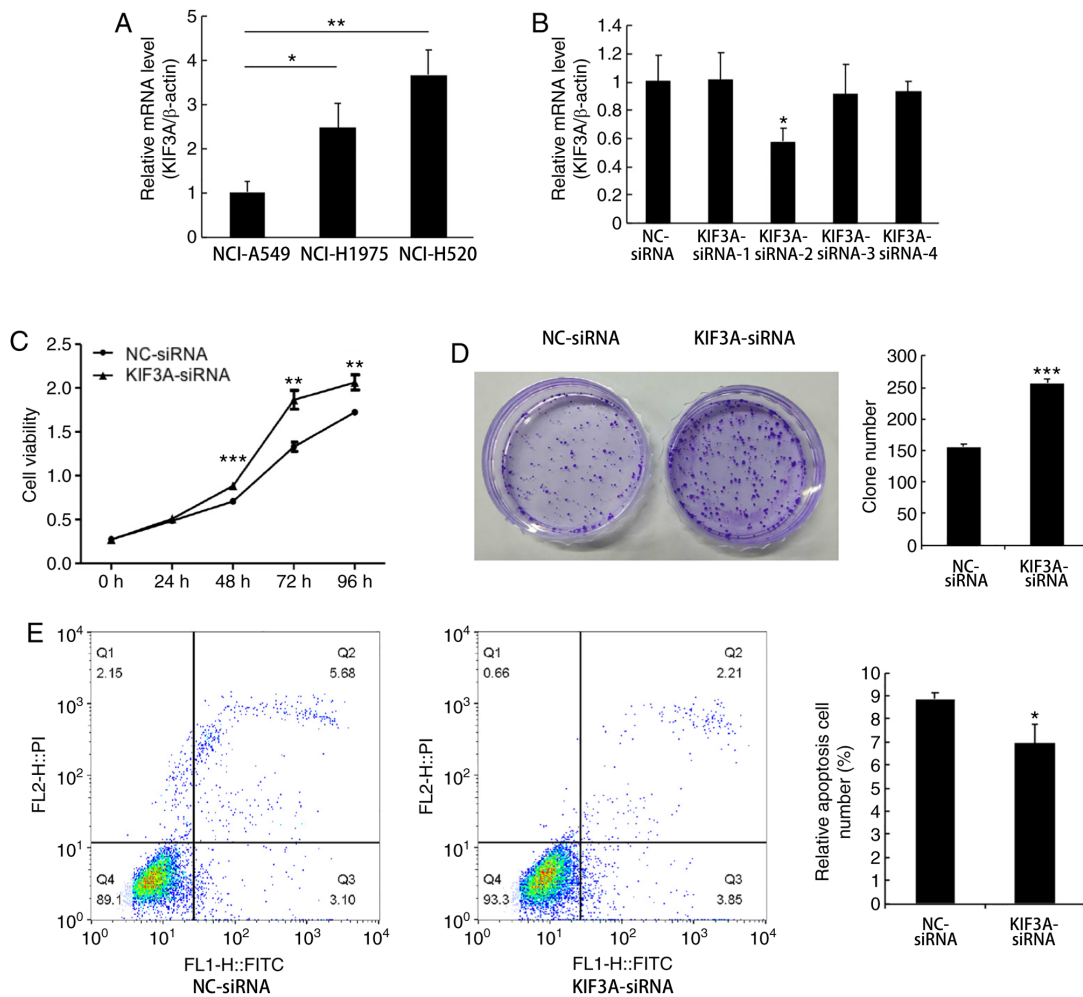 A
Relative mRNA level
(KIF3A/β-actin)
5
4
3
2
1
0
**
*
NCI-A549 NCI-H1975 NCI-H520
B
Relative mRNA level
(KIF3A/β-actin)
1.4
1.2
1
0.8
0.6
0.4
0.2
0
*
NC- KIF3A- KIF3A- KIF3A- KIF3A-
siRNA siRNA-1 siRNA-2 siRNA-3 siRNA-4
C
Cell viability
2.5
2.0
1.5
1.0
0.5
0.0
NC-siRNA
KIF3A-siRNA
*** ** **
0 h 24 h 48 h 72 h 96 h
D
NC-siRNA KIF3A-siRNA
Clone number
300
250
200
150
100
50
0
***
NC- KIF3A-
siRNA siRNA
E
FL2-H::PI
10⁴
10³
10²
10¹
10⁰
Q1 Q2
2.15 5.68
Q4 Q3
89.1 3.10
10⁰ 10¹ 10² 10³ 10⁴
FL1-H::FITC
NC-siRNA
FL2-H::PI
10⁴
10³
10²
10¹
10⁰
Q1 Q2
0.66 2.21
Q4 Q3
93.3 3.85
10⁰ 10¹ 10² 10³ 10⁴
FL1-H::FITC
KIF3A-siRNA
Relative apoptosis cell
number (%)
10
9
8
7
6
9
4
3
2
1
0
*
NC- KIF3A-
siRNA siRNA